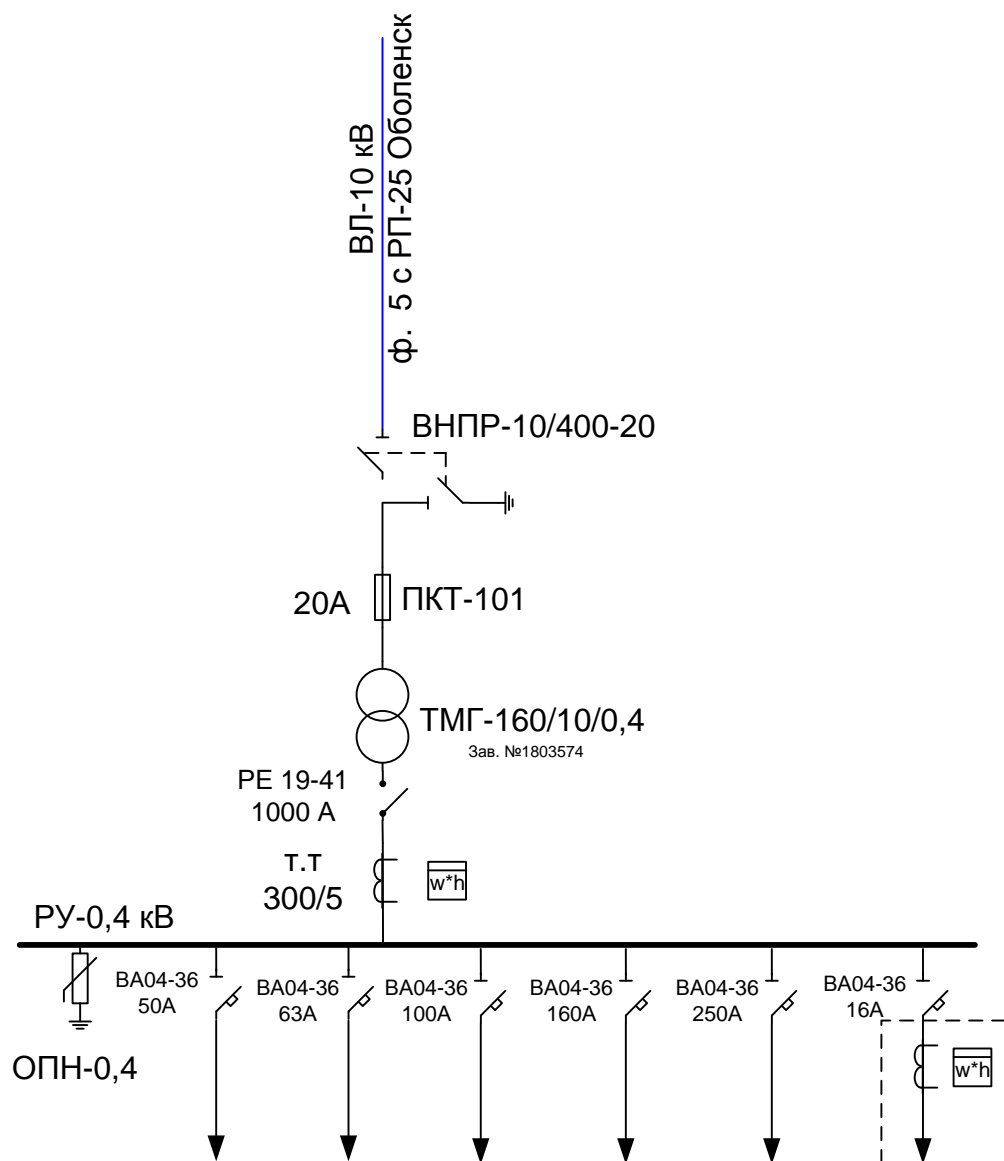 ВЛ-10 кВ
ф. 5 с РП-25 Оболенск
ВНПР-10/400-20
20А
ПКТ-101
ТМГ-160/10/0,4
Зав. №1803574
РЕ 19-41
1000 А
т.т
300/5
w*h
РУ-0,4 кВ
ВА04-36
50А
ВА04-36
63А
ВА04-36
100А
ВА04-36
160А
ВА04-36
250А
ВА04-36
16А
w*h
ОПН-0,4